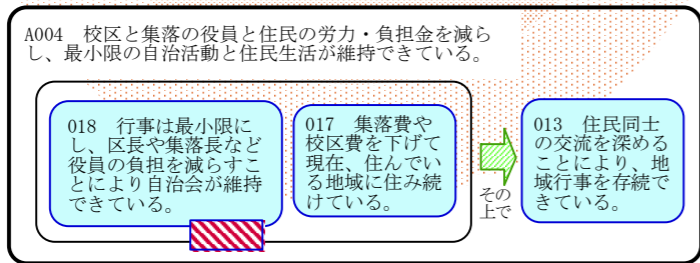 A004　校区と集落の役員と住民の労力・負担金を減ら
し、最小限の自治活動と住民生活が維持できている。
018　行事は最小限に
し、区長や集落長など
役員の負担を減らすこ
とにより自治会が維持
できている。
017　集落費や
校区費を下げて
現在、住んでい
る地域に住み続
けている。
その
上で
013　住民同士
の交流を深める
ことにより、地
域行事を存続で
きている。